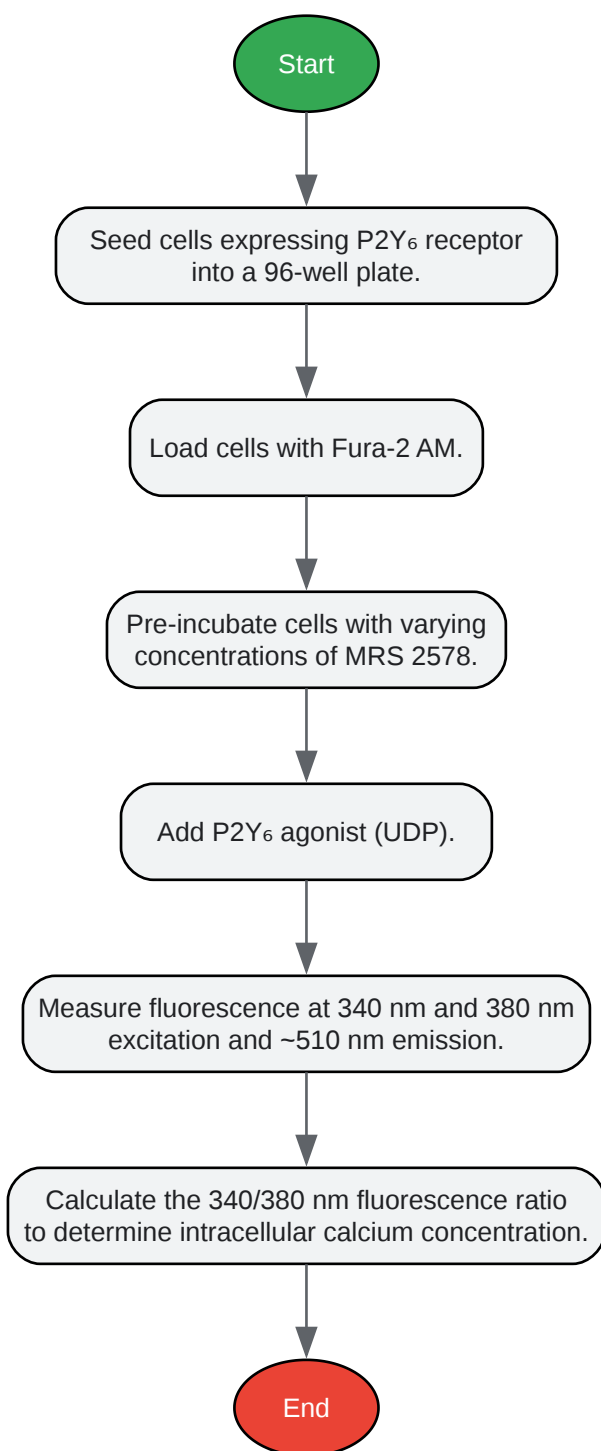 Start
Seed cells expressing P2Y₆ receptor
into a 96-well plate.
Load cells with Fura-2 AM.
Pre-incubate cells with varying
concentrations of MRS 2578.
Add P2Y₆ agonist (UDP).
Measure fluorescence at 340 nm and 380 nm
excitation and ~510 nm emission.
Calculate the 340/380 nm fluorescence ratio
to determine intracellular calcium concentration.
End